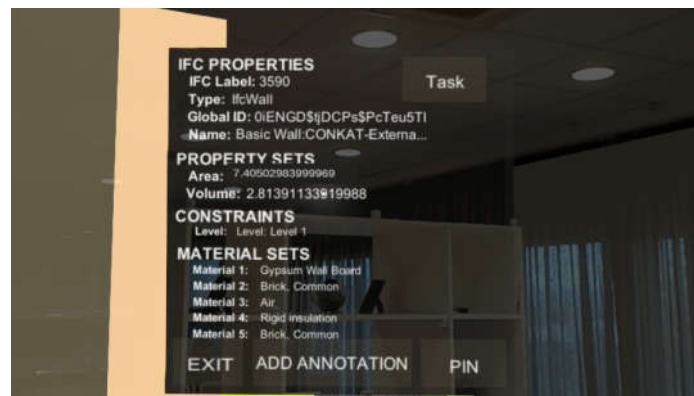 IFC PROPERTIES
IFC Label: 3590
Task
Type: IfcWall
Global ID: 0iENGD$tjDCPs$PcTeu5TI
Name: Basic Wall:CONKAT-Externa...
PROPERTY SETS
Area: 7.40502983999969
Volume: 2.81391133919988
CONSTRAINTS
Level: Level: Level 1
MATERIAL SETS
Material 1: Gypsum Wall Board
Material 2: Brick, Common
Material 3: Air
Material 4: Rigid insulation
Material 5: Brick, Common
EXIT ADD ANNOTATION PIN